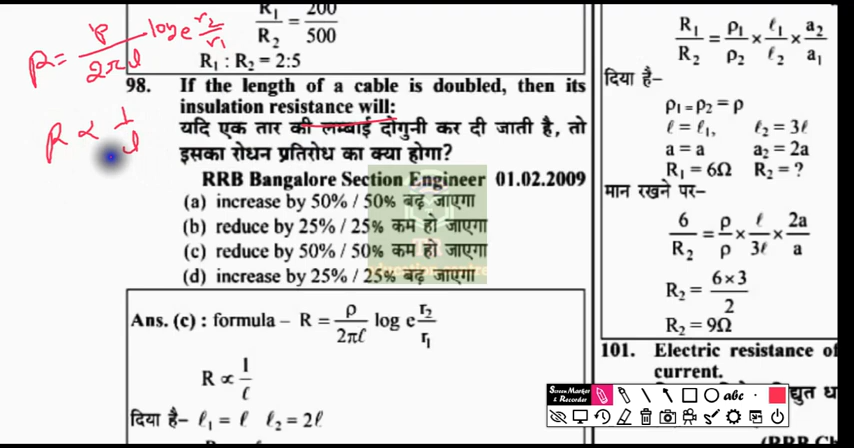 R = ρ / 2πl loge r2/r1
R ∝ 1/l
R₁/R₂ = 200/500
R₁ : R₂ = 2:5
98. If the length of a cable is doubled, then its
insulation resistance will:
यदि एक तार की लम्बाई दोगुनी कर दी जाती है, तो
इसका रोधन प्रतिरोध का क्या होगा?
RRB Bangalore Section Engineer 01.02.2009
(a) increase by 50% / 50% बढ़ जाएगा
(b) reduce by 25% / 25% कम हो जाएगा
(c) reduce by 50% / 50% कम हो जाएगा
(d) increase by 25% / 25% बढ़ जाएगा
Ans. (c) : formula – R = ρ/2πℓ log e r₂/r₁
R ∝ 1/ℓ
दिया है– ℓ₁ = ℓ ℓ₂ = 2ℓ
R₁/R₂ = ρ₁/ρ₂ × ℓ₁/ℓ₂ × a₂/a₁
दिया है–
ρ₁ = ρ₂ = ρ
ℓ = ℓ₁, ℓ₂ = 3ℓ
a = a a₂ = 2a
R₁ = 6Ω R₂ = ?
मान रखने पर–
6/R₂ = ρ/ρ × ℓ/3ℓ × 2a/a
R₂ = 6×3/2
R₂ = 9Ω
101. Electric resistance of
current.
Screen Marker
& Recorder
abc